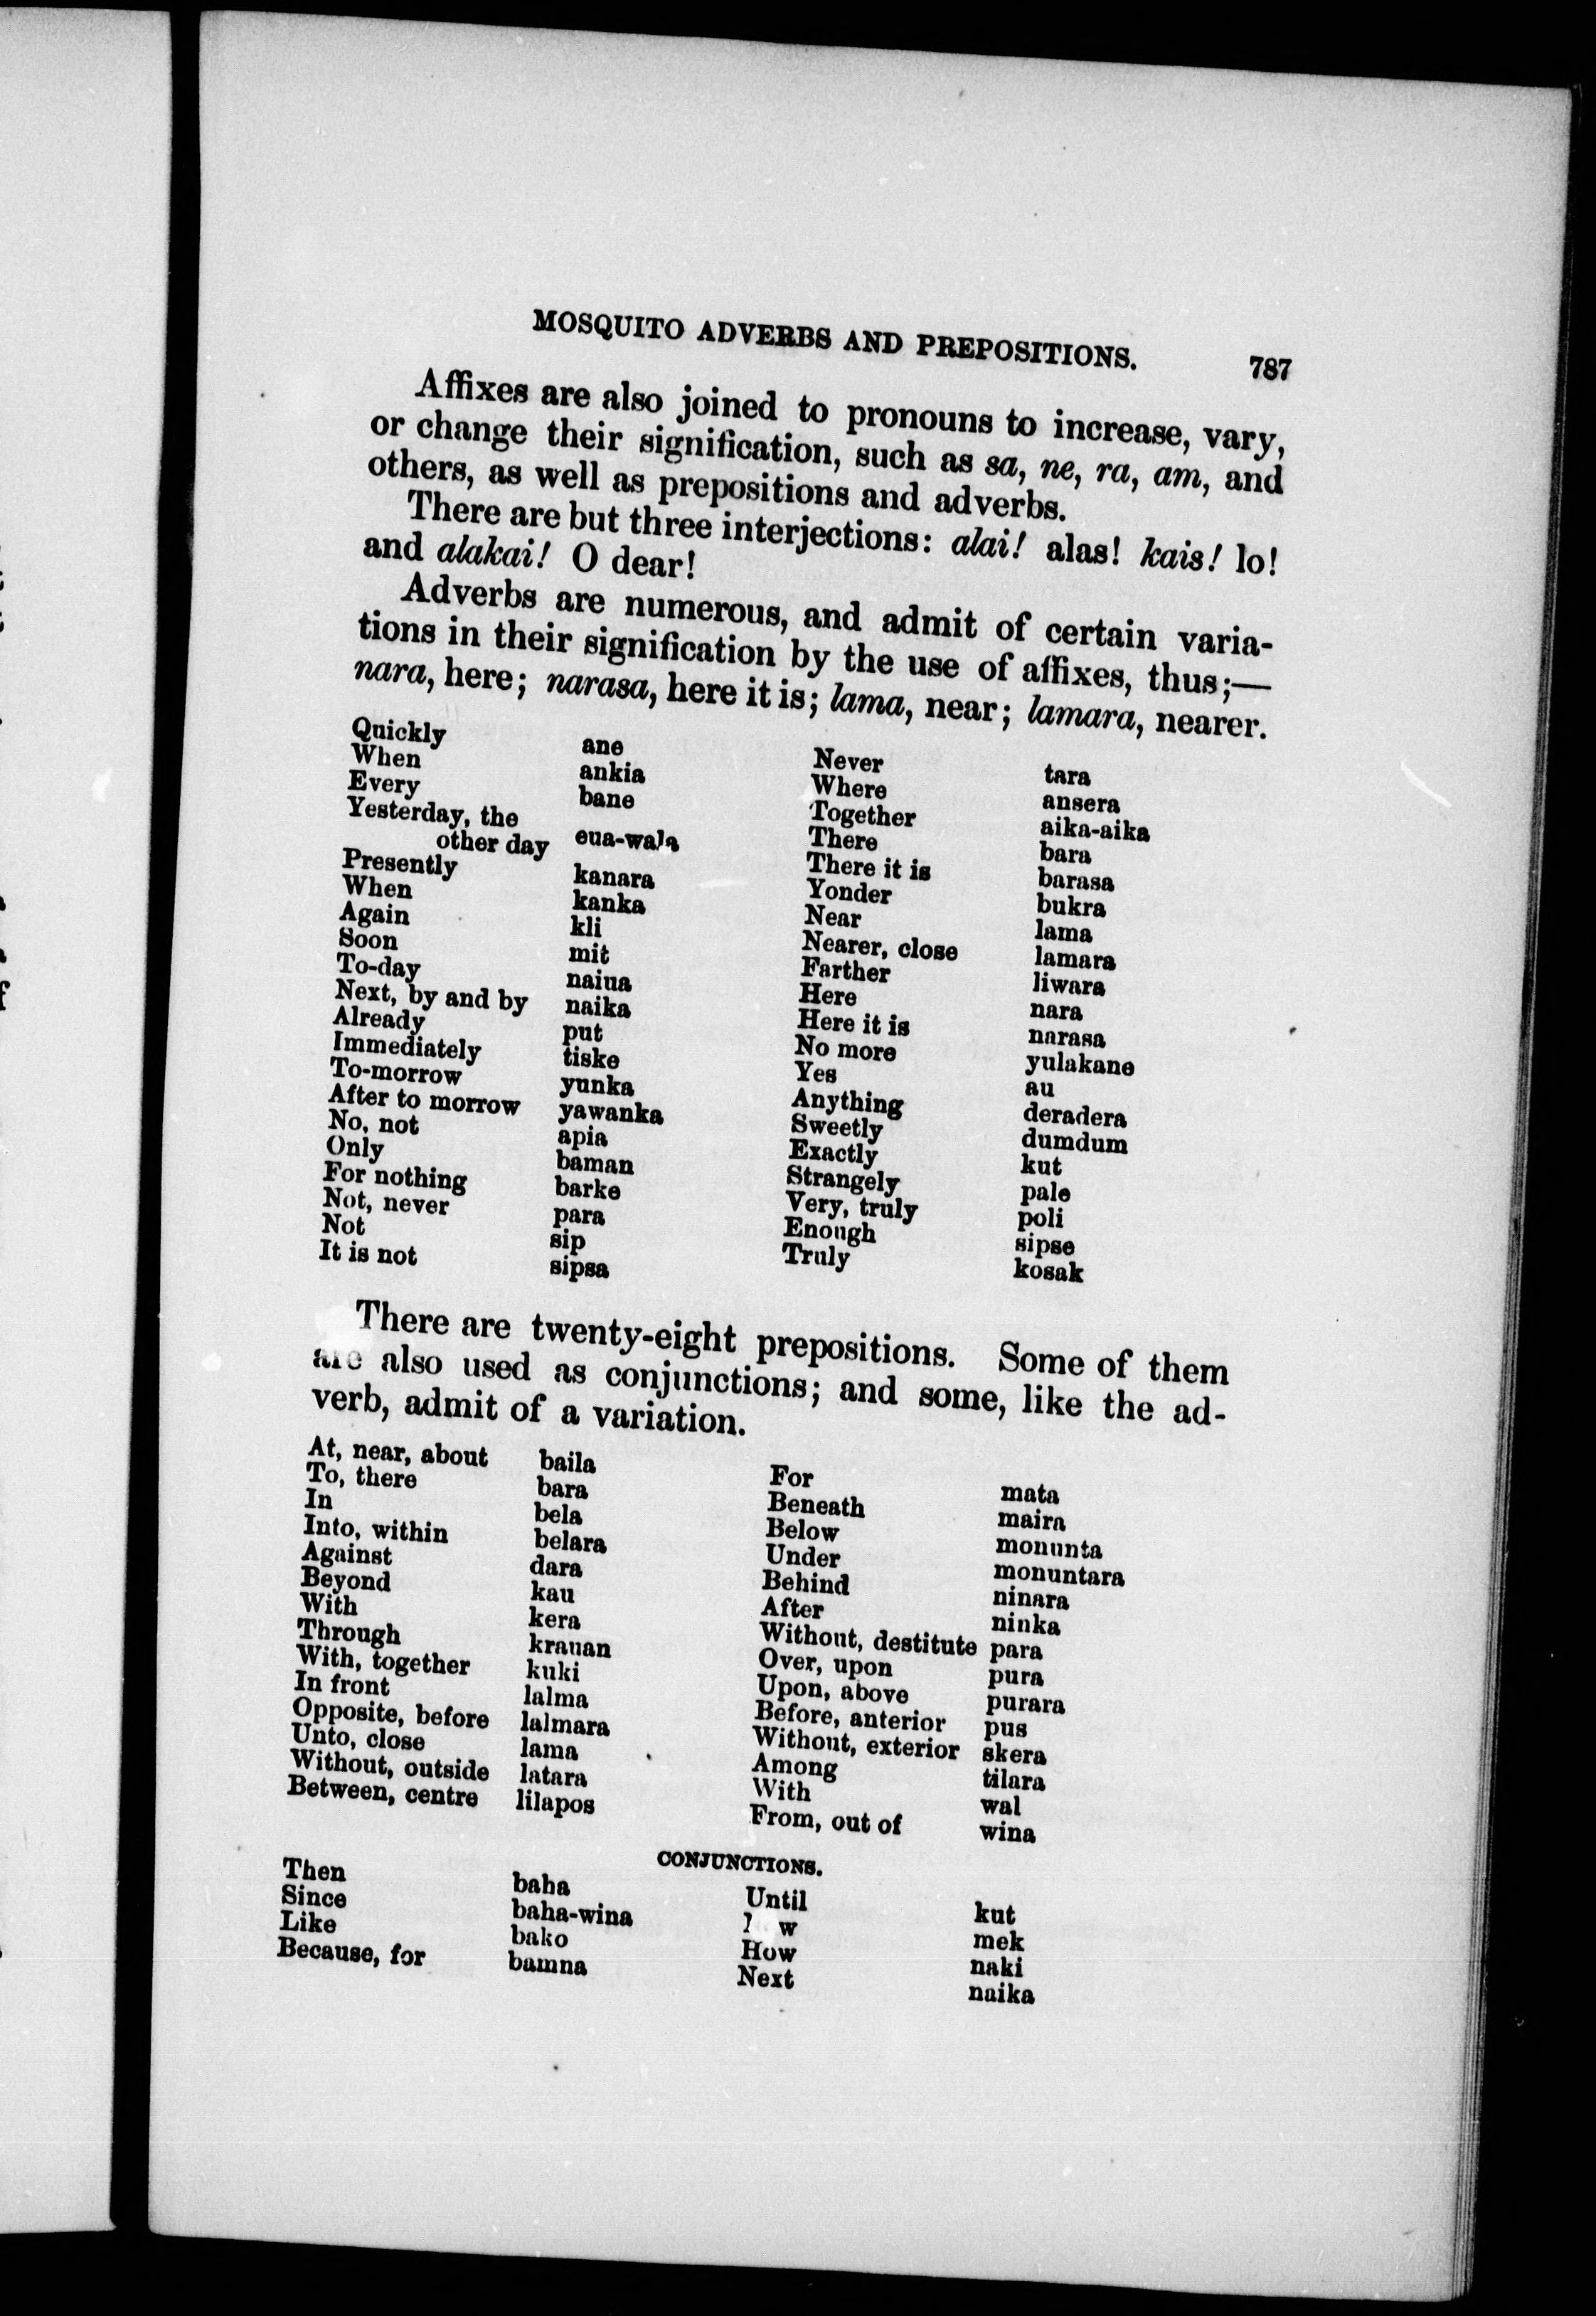 MOSQUITO ADVERBS AND PREPOSITIONS. 787
Affixes are also joined to pronouns to increase, vary,
or change their signification, such as sa, ne, ra, am, and
others, as well as prepositions and adverbs.
There are but three interjections: alai! alas! kais! lo!
and alakai! O dear!
Adverbs are numerous, and admit of certain varia-
tions in their signification by the use of affixes, thus;—
nara, here; narasa, here it is; lama, near; lamara, nearer.
Quickly ane Never tara
When ankia Where ansera
Every bane Together aika-aika
Yesterday, the There bara
other day eua-wala There it is barasa
Presently kanara Yonder bukra
When kanka Near lama
Again kli Nearer, close lamara
Soon mit Farther liwara
To-day naiua Here nara
Next, by and by naika Here it is narasa
Already put No more yulakane
Immediately tiske Yes au
To-morrow yunka Anything deradera
After to morrow yawanka Sweetly dumdum
No, not apia Exactly kut
Only baman Strangely pale
For nothing barke Very, truly poli
Not, never para Enough sipse
Not sip Truly kosak
It is not sipsa
There are twenty-eight prepositions. Some of them
are also used as conjunctions; and some, like the ad-
verb, admit of a variation.
At, near, about baila For mata
To, there bara Beneath maira
In bela Below monunta
Into, within belara Under monuntara
Against dara Behind ninara
Beyond kau After ninka
With kera Without, destitute para
Through krauan Over, upon pura
With, together kuki Upon, above purara
In front lalma Before, anterior pus
Opposite, before lalmara Without, exterior skera
Unto, close lama Among tilara
Without, outside latara With wal
Between, centre lilapos From, out of wina
CONJUNCTIONS.
Then baha Until kut
Since baha-wina mek
Like bako How naki
Because, for bamna Next naika